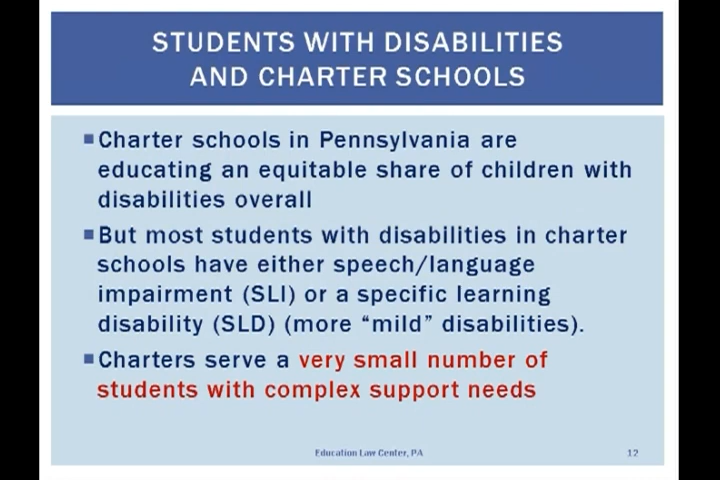 STUDENTS WITH DISABILITIES
AND CHARTER SCHOOLS
▪Charter schools in Pennsylvania are
educating an equitable share of children with
disabilities overall
▪But most students with disabilities in charter
schools have either speech/language
impairment (SLI) or a specific learning
disability (SLD) (more “mild” disabilities).
▪Charters serve a very small number of
students with complex support needs
Education Law Center, PA
12